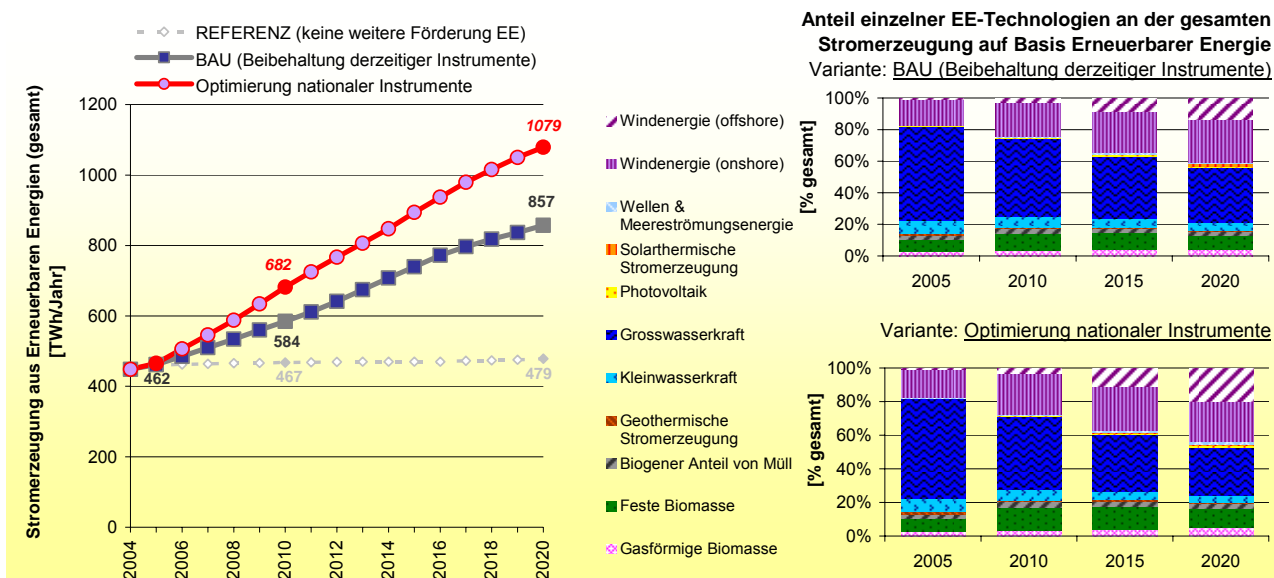 REFERENZ (keine weitere Förderung EE)
BAU (Beibehaltung derzeitiger Instrumente)
Optimierung nationaler Instrumente
Stromerzeugung aus Erneuerbaren Energien (gesamt)
[TWh/Jahr]
1200
1000
800
600
400
200
0
1079
857
682
584
462
467
479
2004
2006
2008
2010
2012
2014
2016
2018
2020
Windenergie (offshore)
Windenergie (onshore)
Wellen &
Meereströmungsenergie
Solarthermische
Stromerzeugung
Photovoltaik
Grosswasserkraft
Kleinwasserkraft
Geothermische
Stromerzeugung
Biogener Anteil von Müll
Feste Biomasse
Gasförmige Biomasse
Anteil einzelner EE-Technologien an der gesamten
Stromerzeugung auf Basis Erneuerbarer Energie
Variante: BAU (Beibehaltung derzeitiger Instrumente)
[% gesamt]
100%
80%
60%
40%
20%
0%
2005 2010 2015 2020
Variante: Optimierung nationaler Instrumente
[% gesamt]
100%
80%
60%
40%
20%
0%
2005 2010 2015 2020